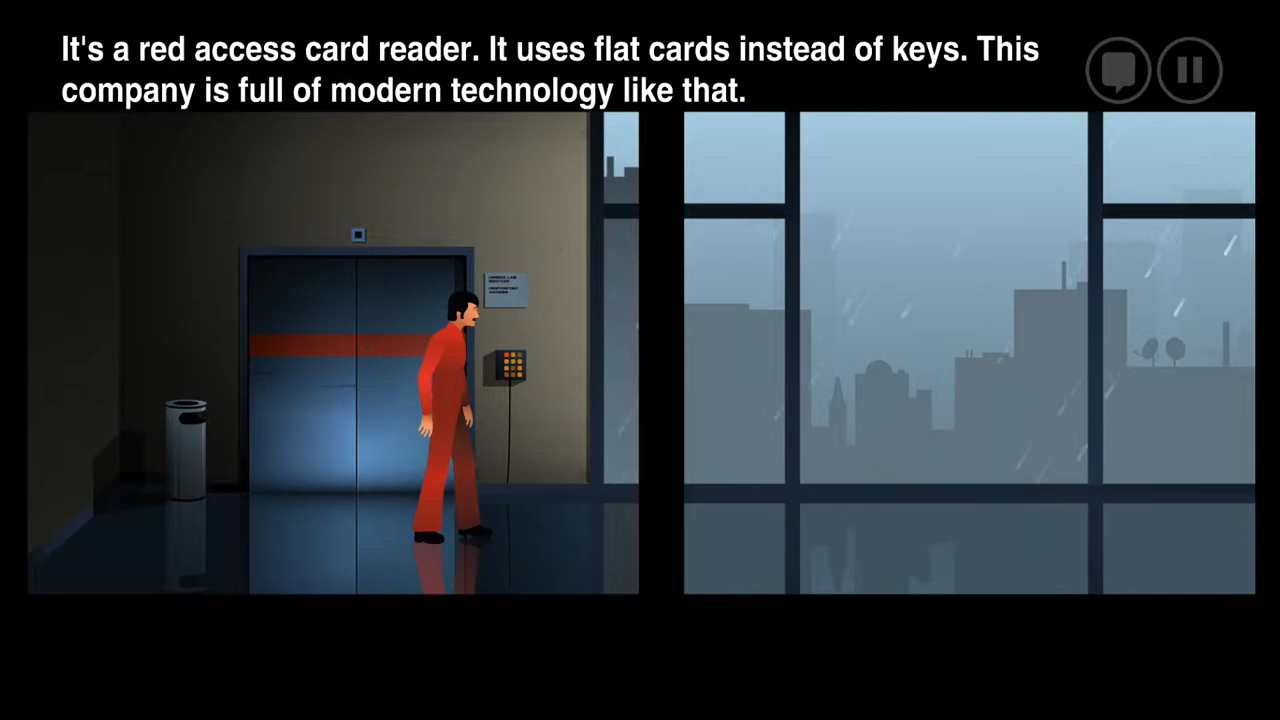 It's a red access card reader. It uses flat cards instead of keys. This
company is full of modern technology like that.